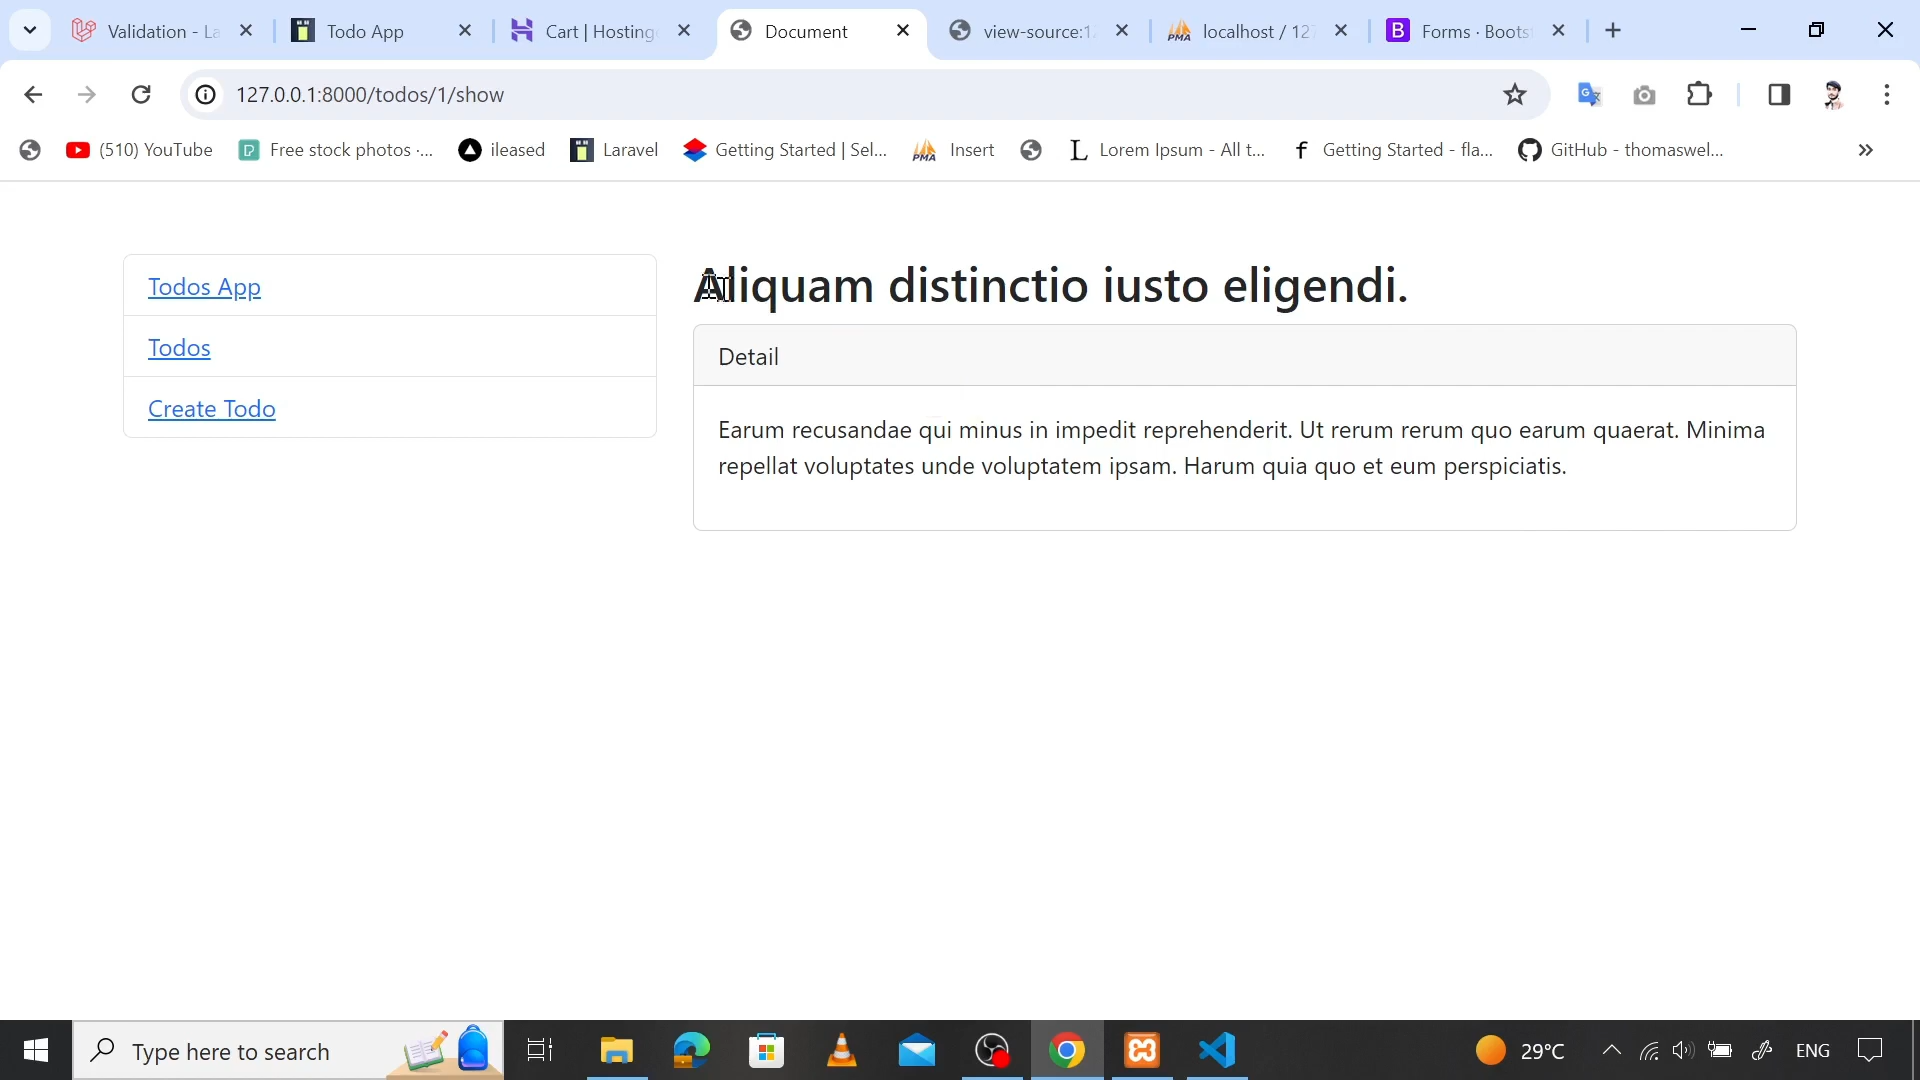 Validation - La
Todo App
Cart | Hosting
Document
view-source:1
localhost / 127
B
Forms · Boots
127.0.0.1:8000/todos/1/show
(510) YouTube
Free stock photos ·...
ileased
Laravel
Getting Started | Sel...
PMA
Insert
L
Lorem Ipsum - All t...
f
Getting Started - fla...
GitHub - thomaswel...
Todos App
Todos
Create Todo
Aliquam distinctio iusto eligendi.
Detail
Earum recusandae qui minus in impedit reprehenderit. Ut rerum rerum quo earum quaerat. Minima
repellat voluptates unde voluptatem ipsam. Harum quia quo et eum perspiciatis.
Type here to search
29°C
ENG